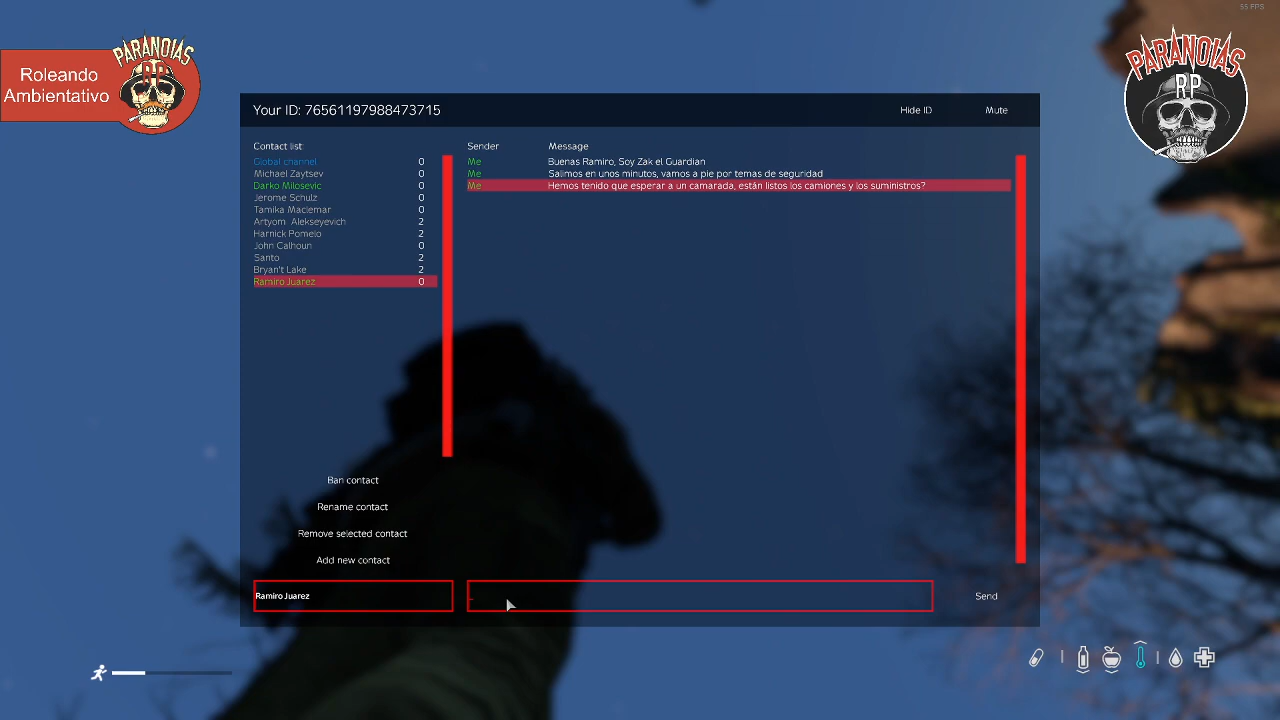 55 FPS
Roleando
Ambientativo
PARANOIAS
RP
PARANOIAS
RP
Your ID: 76561197988473715
Hide ID
Mute
Contact list:
Global channel 0
Michael Zaytsev 0
Darko Milosevic 0
Jerome Schulz 0
Tamika Maclemar 0
Artyom Alekseyevich 2
Harnick Pomelo 2
John Calhoun 0
Santo 2
Bryan't Lake 2
Ramiro Juarez 0
Sender Message
Me Buenas Ramiro, Soy Zak el Guardian
Me Salimos en unos minutos, vamos a pie por temas de seguridad
Me Hemos tenido que esperar a un camarada, están listos los camiones y los suministros?
Ban contact
Rename contact
Remove selected contact
Add new contact
Ramiro Juarez
Send